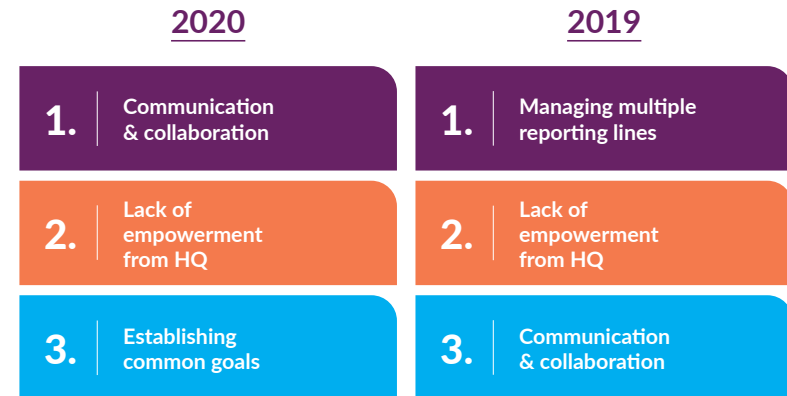 2020
1.
Communication
& collaboration
2.
Lack of
empowerment
from HQ
3.
Establishing
common goals
2019
1.
Managing multiple
reporting lines
2.
Lack of
empowerment
from HQ
3.
Communication
& collaboration